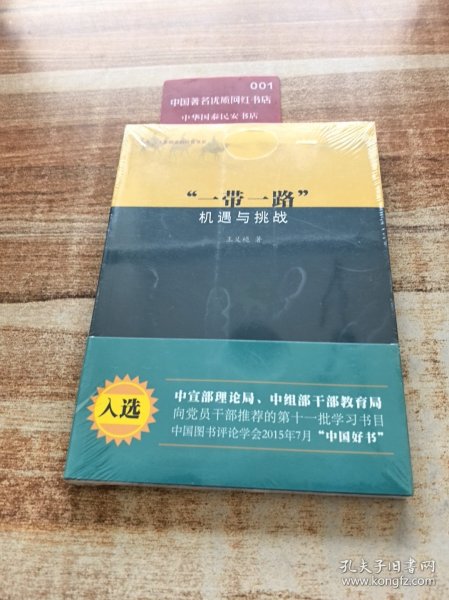 001
中国著名优质网红书店
中华国泰民安书店
“一带一路”
机遇与挑战
王义桅 著
入选
中宣部理论局、中组部干部教育局
向党员干部推荐的第十一批学习书目
中国图书评论学会2015年7月“中国好书”
孔夫子旧书网
www.kongfz.com